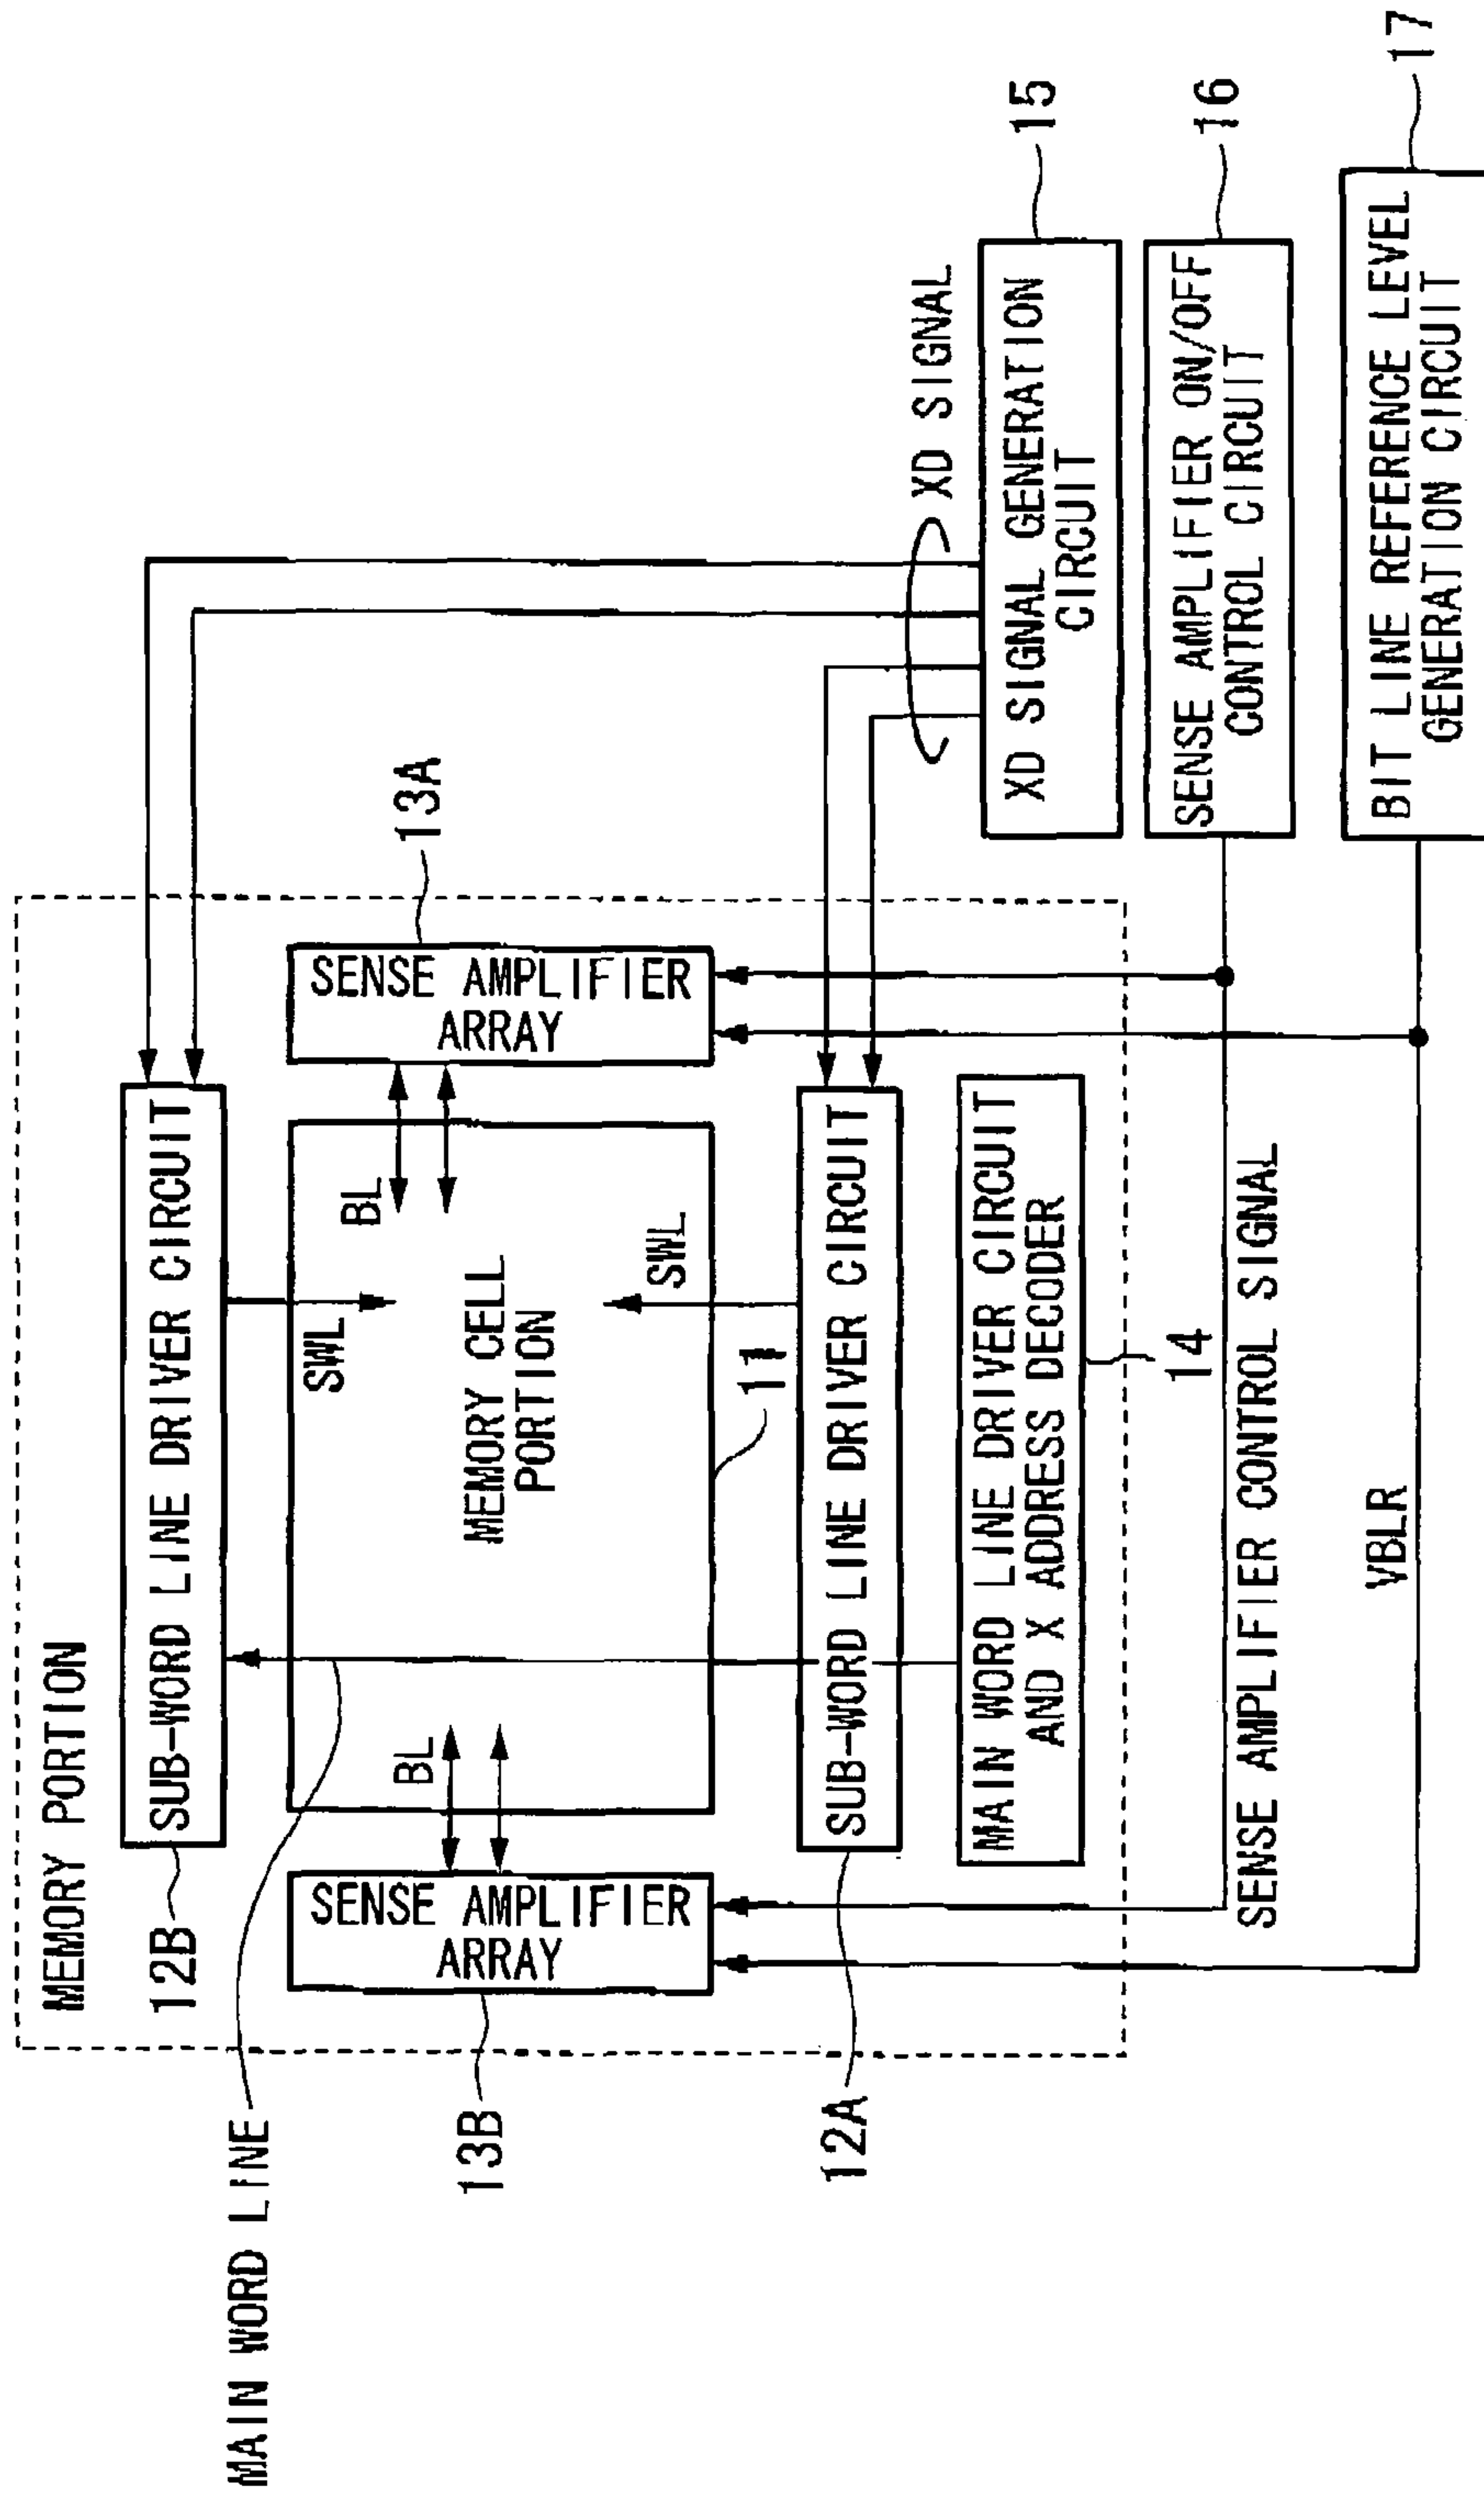 MEMORY PORTION
12B
SUB-WORD LINE DRIVER CIRCUIT
MAIN WORD LINE
SWL
BL
13A
SENSE AMPLIFIER
ARRAY
MEMORY CELL
PORTION
BL
13B
SENSE AMPLIFIER
ARRAY
SWL
11
12A
SUB-WORD LINE DRIVER CIRCUIT
XD SIGNAL
MAIN WORD LINE DRIVER CIRCUIT
AND X ADDRESS DECODER
14
XD SIGNAL GENERATION
CIRCUIT
15
SENSE AMPLIFIER ON/OFF
CONTROL CIRCUIT
16
SENSE AMPLIFIER CONTROL SIGNAL
VBLR
BIT LINE REFERENCE LEVEL
GENERATION CIRCUIT
17